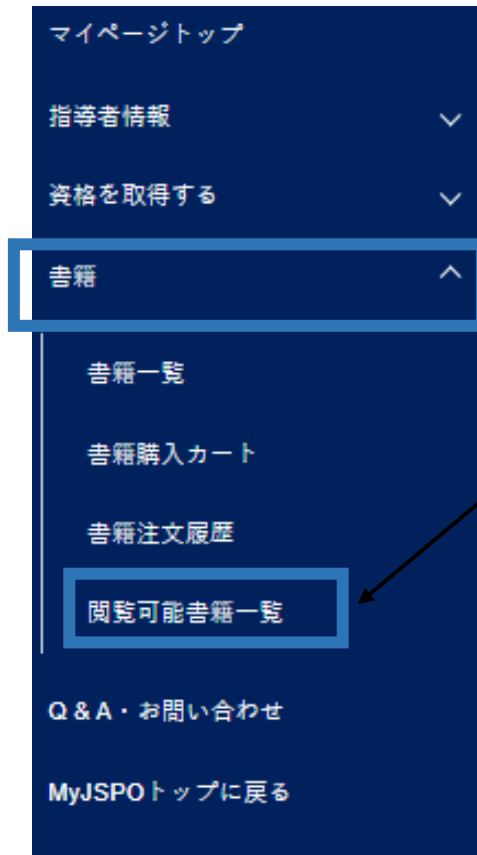 マイページトップ
指導者情報
資格を取得する
書籍
書籍一覧
書籍購入カート
書籍注文履歴
閲覧可能書籍一覧
Q&A・お問い合わせ
MyJSPOトップに戻る